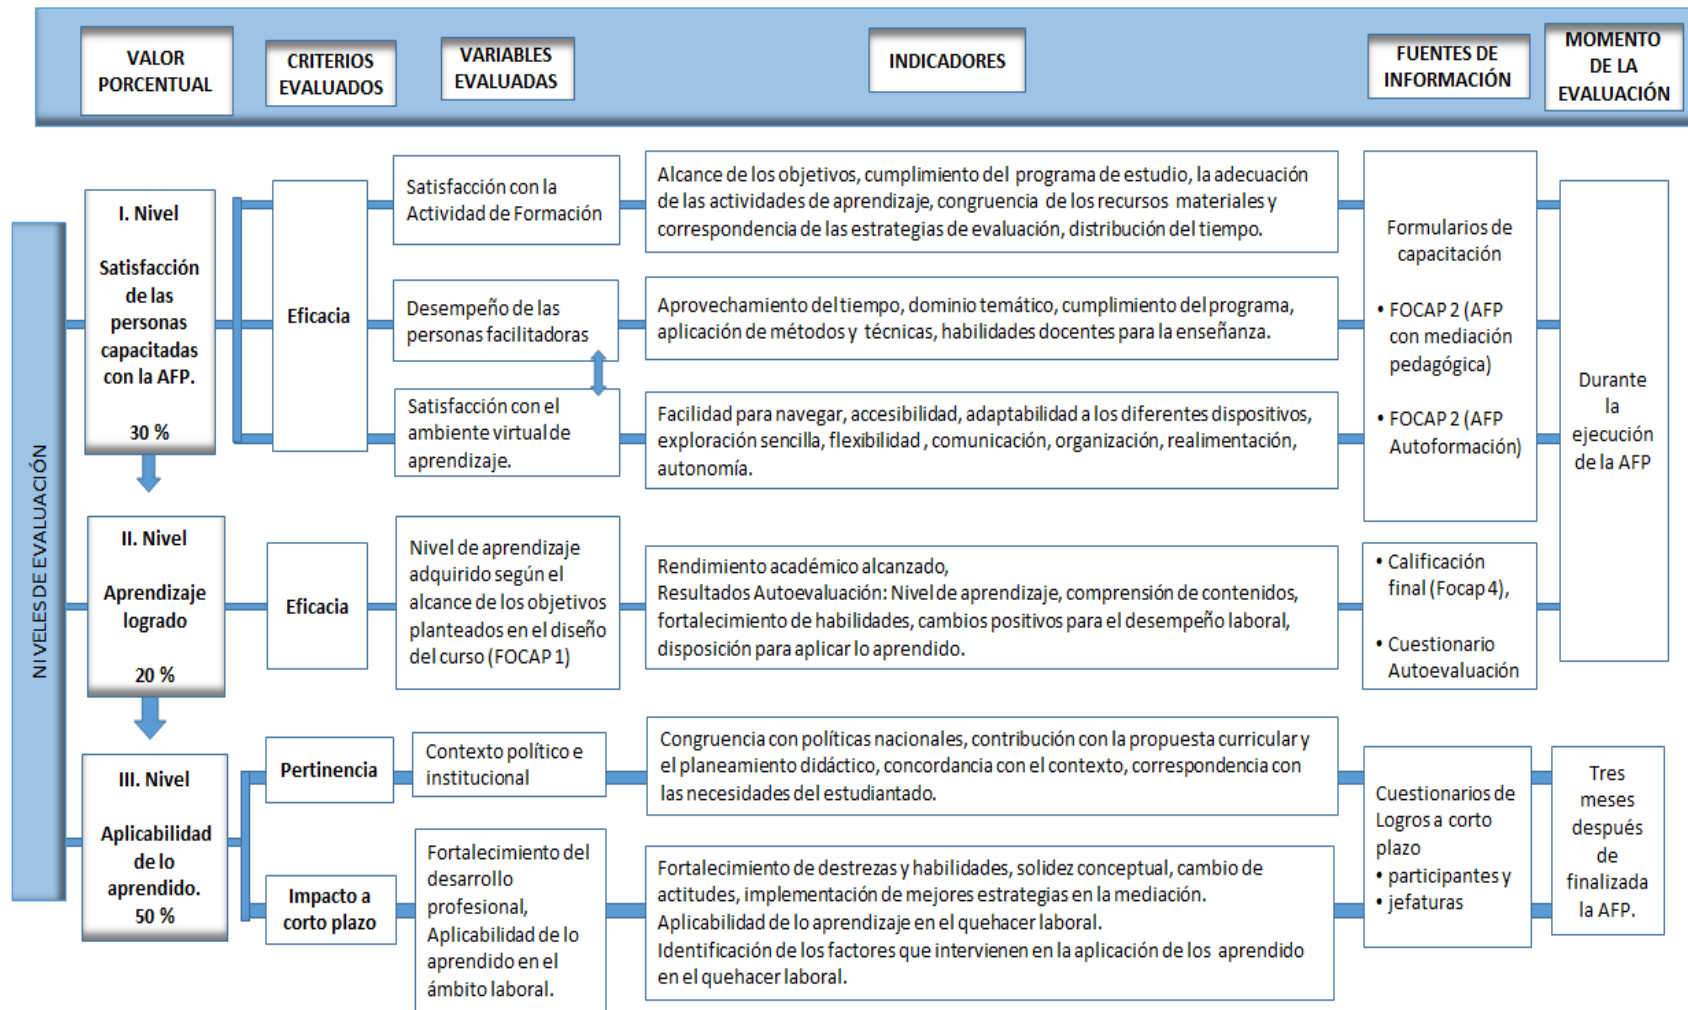 VALOR
PORCENTUAL
CRITERIOS
EVALUADOS
VARIABLES
EVALUADAS
INDICADORES
FUENTES DE
INFORMACIÓN
MOMENTO
DE LA
EVALUACIÓN
NIVELES DE EVALUACIÓN
I. Nivel
Satisfacción
de las
personas
capacitadas
con la AFP.
30 %
Eficacia
Satisfacción con la
Actividad de Formación
Alcance de los objetivos, cumplimiento del programa de estudio, la adecuación
de las actividades de aprendizaje, congruencia de los recursos materiales y
correspondencia de las estrategias de evaluación, distribución del tiempo.
Desempeño de las
personas facilitadoras
Aprovechamiento del tiempo, dominio temático, cumplimiento del programa,
aplicación de métodos y técnicas, habilidades docentes para la enseñanza.
Satisfacción con el
ambiente virtual de
aprendizaje.
Facilidad para navegar, accesibilidad, adaptabilidad a los diferentes dispositivos,
exploración sencilla, flexibilidad , comunicación, organización, realimentación,
autonomía.
Formularios de
capacitación
• FOCAP 2 (AFP
con mediación
pedagógica)
• FOCAP 2 (AFP
Autoformación)
Durante
la
ejecución
de la AFP
II. Nivel
Aprendizaje
logrado
20 %
Eficacia
Nivel de aprendizaje
adquirido según el
alcance de los objetivos
planteados en el diseño
del curso (FOCAP 1)
Rendimiento académico alcanzado,
Resultados Autoevaluación: Nivel de aprendizaje, comprensión de contenidos,
fortalecimiento de habilidades, cambios positivos para el desempeño laboral,
disposición para aplicar lo aprendido.
• Calificación
final (Focap 4),
• Cuestionario
Autoevaluación
III. Nivel
Aplicabilidad
de lo
aprendido.
50 %
Pertinencia
Contexto político e
institucional
Congruencia con políticas nacionales, contribución con la propuesta curricular y
el planeamiento didáctico, concordancia con el contexto, correspondencia con
las necesidades del estudiantado.
Impacto a
corto plazo
Fortalecimiento del
desarrollo
profesional,
Aplicabilidad de lo
aprendido en el
ámbito laboral.
Fortalecimiento de destrezas y habilidades, solidez conceptual, cambio de
actitudes, implementación de mejores estrategias en la mediación.
Aplicabilidad de lo aprendizaje en el quehacer laboral.
Identificación de los factores que intervienen en la aplicación de los aprendido
en el quehacer laboral.
Cuestionarios de
Logros a corto
plazo
• participantes y
• jefaturas
Tres
meses
después
de
finalizada
la AFP.